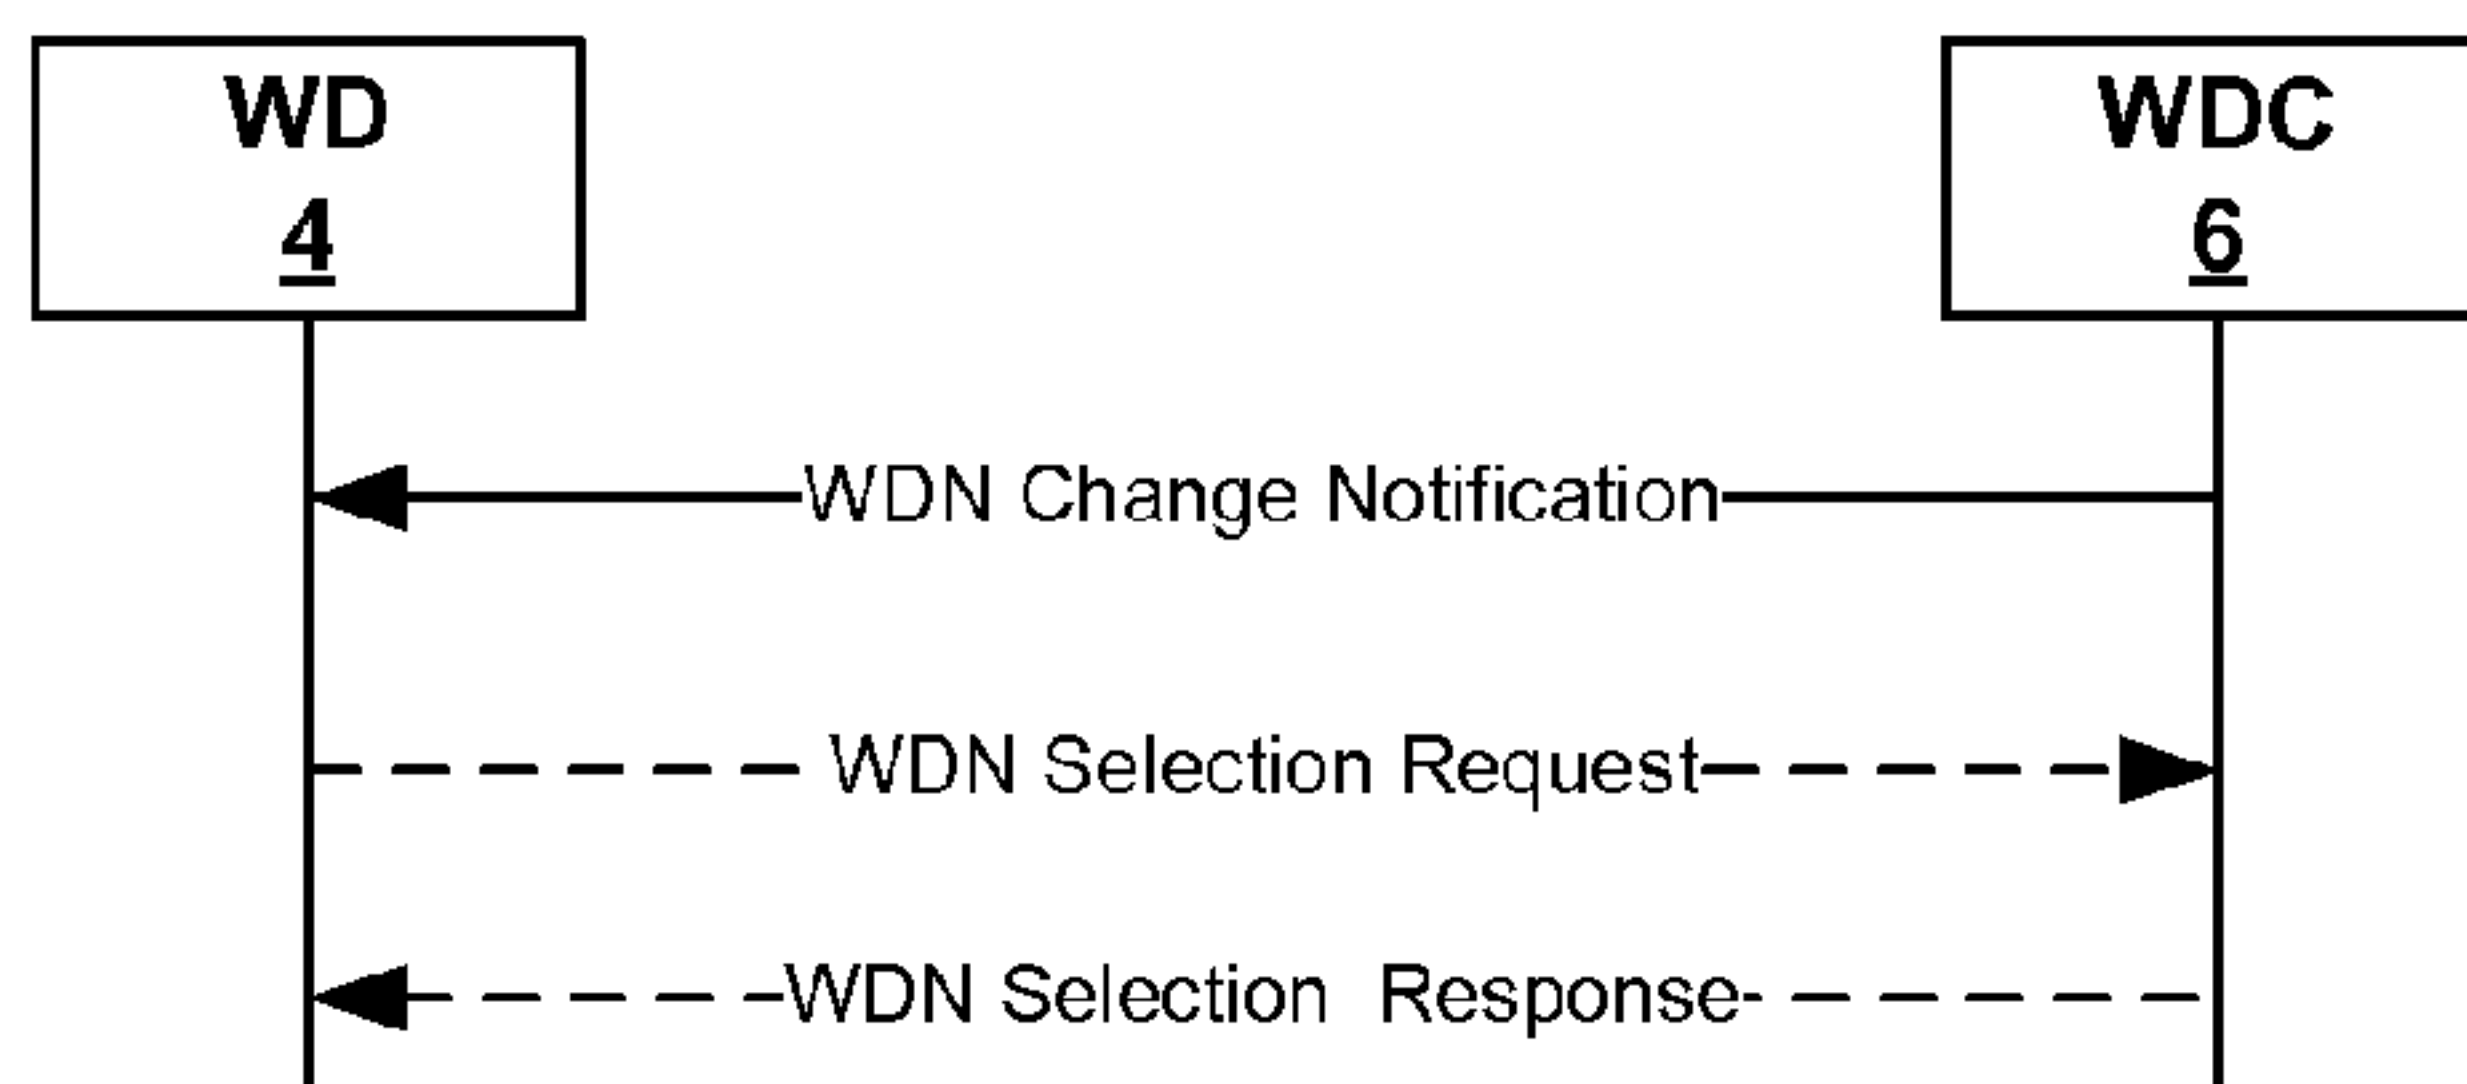 WD
4
WDC
6
WDN Change Notification
WDN Selection Request
WDN Selection Response